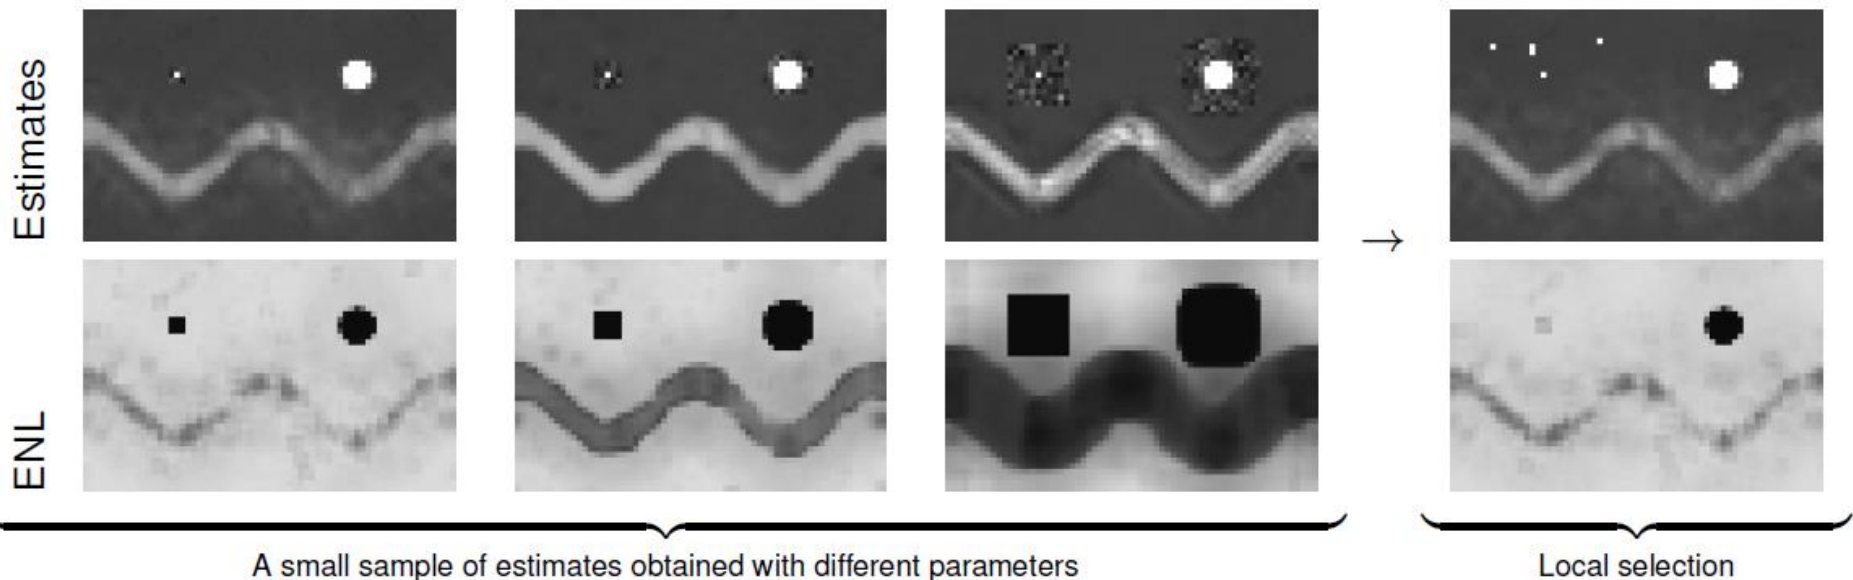 Estimates
→
ENL
A small sample of estimates obtained with different parameters
Local selection